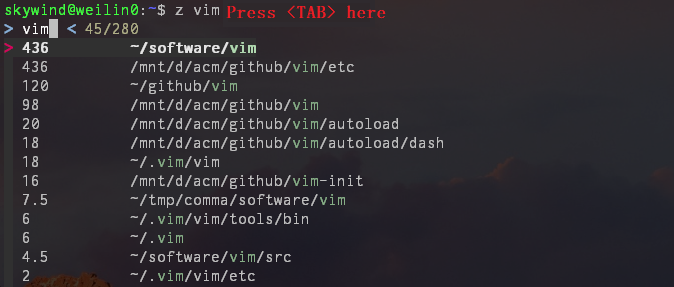 skywind@weilin0:~$ z vim Press <TAB> here
> vim < 45/280
> 436 ~/software/vim
436 /mnt/d/acm/github/vim/etc
120 ~/github/vim
98 /mnt/d/acm/github/vim
20 /mnt/d/acm/github/vim/autoload
18 /mnt/d/acm/github/vim/autoload/dash
18 ~/.vim/vim
16 /mnt/d/acm/github/vim-init
7.5 ~/tmp/comma/software/vim
6 ~/.vim/vim/tools/bin
6 ~/.vim
4.5 ~/software/vim/src
2 ~/.vim/vim/etc